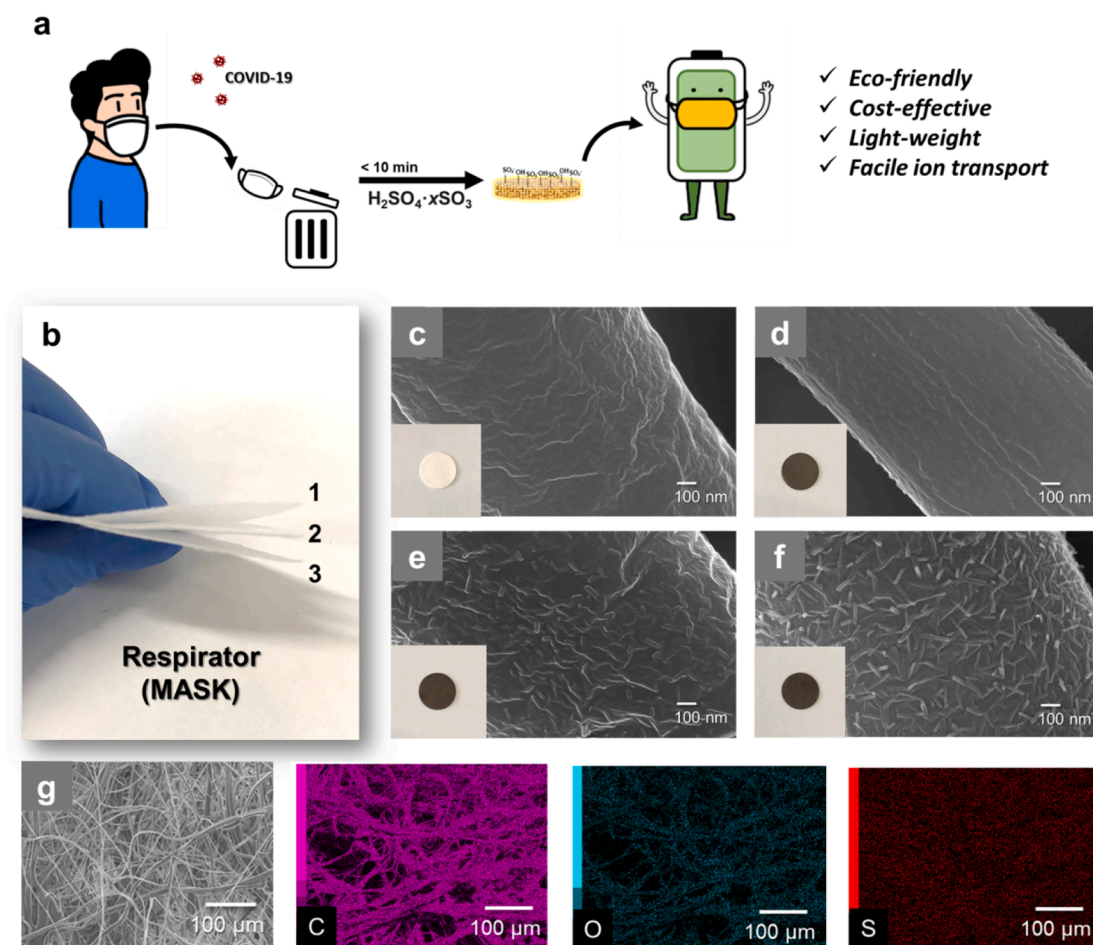 a
COVID-19
< 10 min
H₂SO₄·xSO₃
✓ Eco-friendly
✓ Cost-effective
✓ Light-weight
✓ Facile ion transport
b
1
2
3
Respirator
(MASK)
c
100 nm
d
100 nm
e
100 nm
f
100 nm
g
100 μm
C
100 μm
O
100 μm
S
100 μm